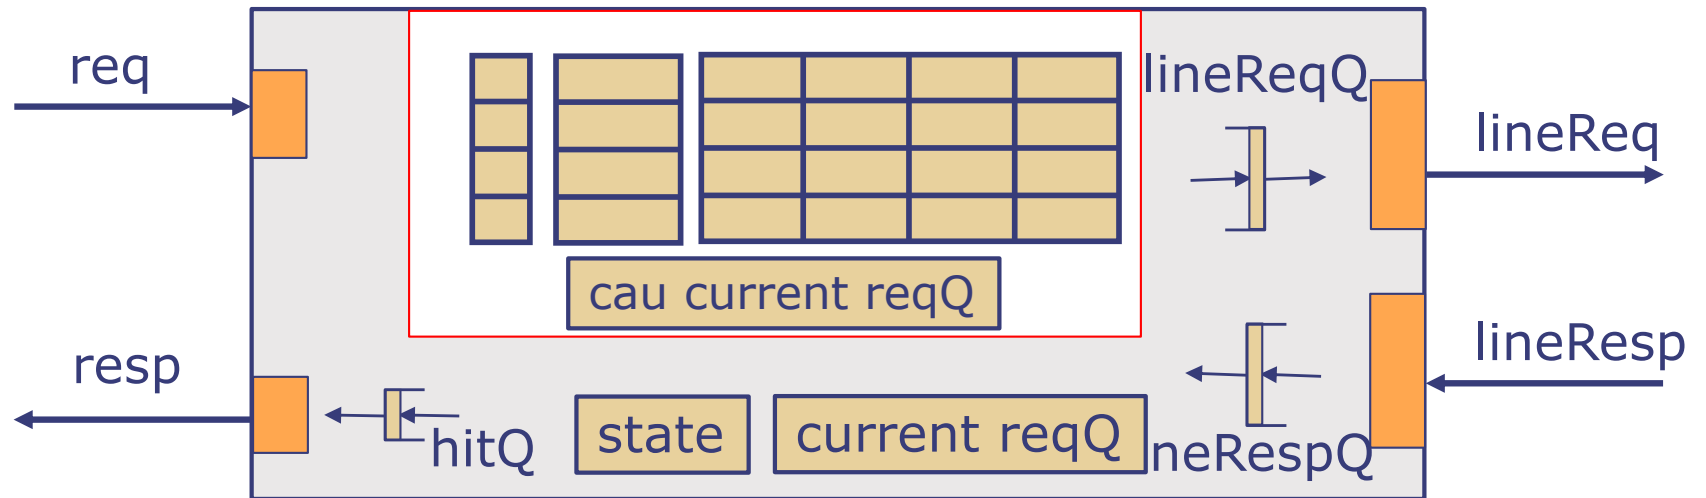 req
lineReqQ
lineReq
cau current reqQ
resp
lineResp
hitQ
state
current reqQ
neRespQ